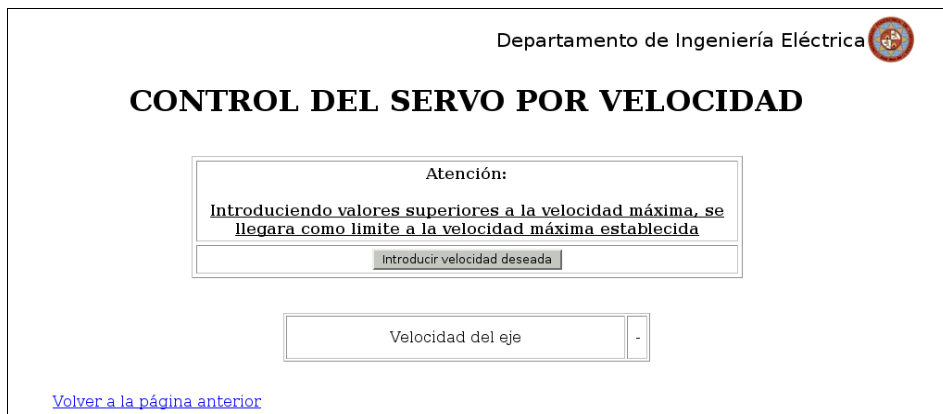 Departamento de Ingeniería Eléctrica
CONTROL DEL SERVO POR VELOCIDAD
Atención:
Introduciendo valores superiores a la velocidad máxima, se
llegara como limite a la velocidad máxima establecida
Introducir velocidad deseada
Velocidad del eje -
Volver a la página anterior